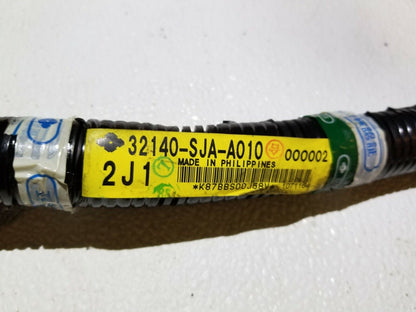 32140-SJA-A010
000002
MADE IN PHILIPPINES
2J1